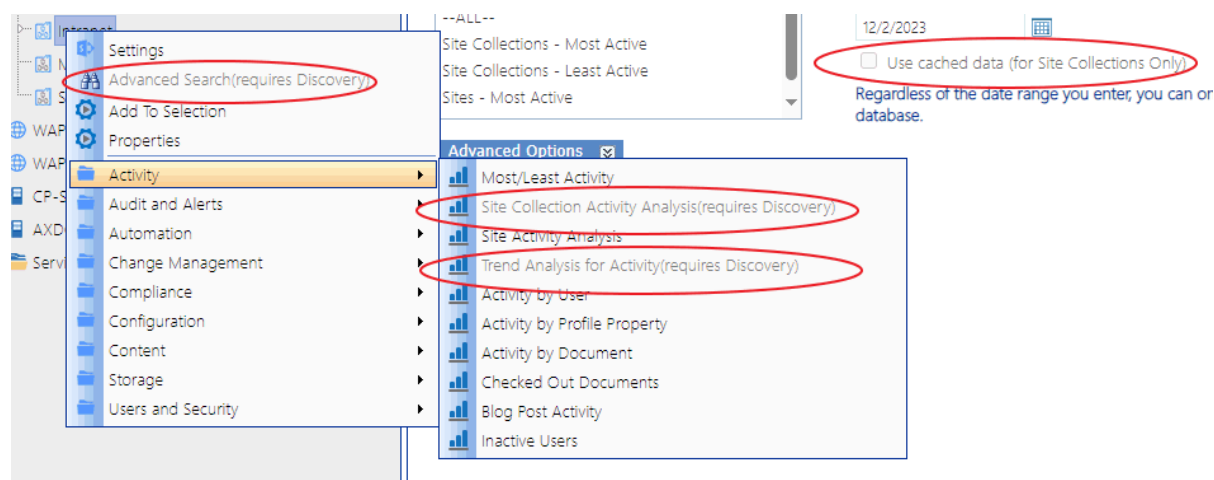 Intranet
WAP
WAP
CP-S
Servi
Settings
Advanced Search(requires Discovery)
Add To Selection
Properties
Activity
Audit and Alerts
Automation
Change Management
Compliance
Configuration
Content
Storage
Users and Security
--ALL--
Site Collections - Most Active
Site Collections - Least Active
Sites - Most Active
Advanced Options
Most/Least Activity
Site Collection Activity Analysis(requires Discovery)
Site Activity Analysis
Trend Analysis for Activity(requires Discovery)
Activity by User
Activity by Profile Property
Activity by Document
Checked Out Documents
Blog Post Activity
Inactive Users
12/2/2023
Use cached data (for Site Collections Only)
Regardless of the date range you enter, you can
database.